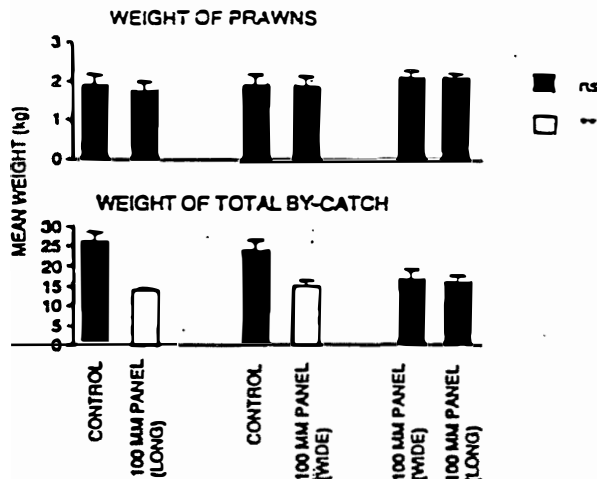 WEIGHT OF PRAWNS
3
2
1
0
ns
**
MEAN WEIGHT (kg)
WEIGHT OF TOTAL BY-CATCH
30
25
20
15
10
5
0
CONTROL
100 MM PANEL
(LONG)
CONTROL
100 MM PANEL
(WIDE)
100 MM PANEL
(WIDE)
100 MM PANEL
(LONG)